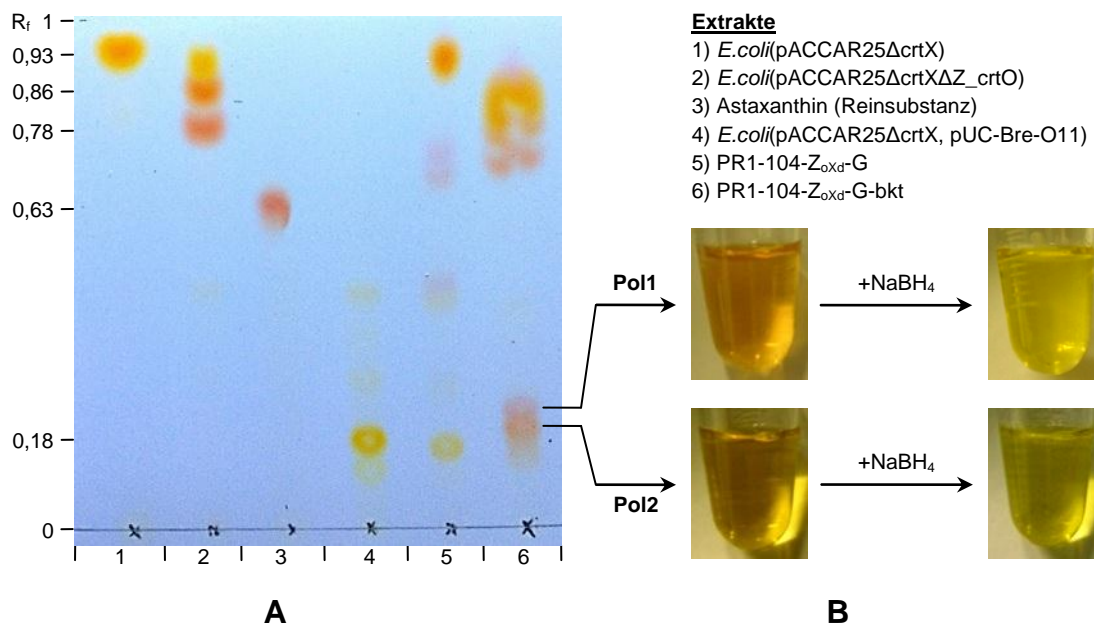 Rf 1
0,93
0,86
0,78
0,63
0,18
0
1 2 3 4 5 6
A
Extrakte
1) E.coli(pACCAR25ΔcrtX)
2) E.coli(pACCAR25ΔcrtXΔZ_crtO)
3) Astaxanthin (Reinsubstanz)
4) E.coli(pACCAR25ΔcrtX, pUC-Bre-O11)
5) PR1-104-ZoXd-G
6) PR1-104-ZoXd-G-bkt
Pol1
+NaBH4
Pol2
+NaBH4
B